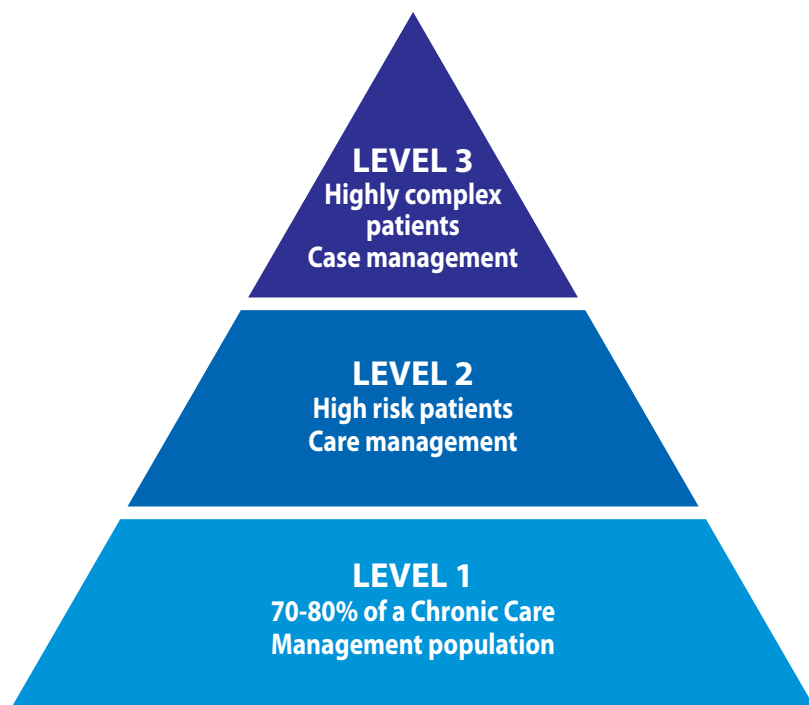 LEVEL 3
Highly complex
patients
Case management
LEVEL 2
High risk patients
Care management
LEVEL 1
70-80% of a Chronic Care
Management population